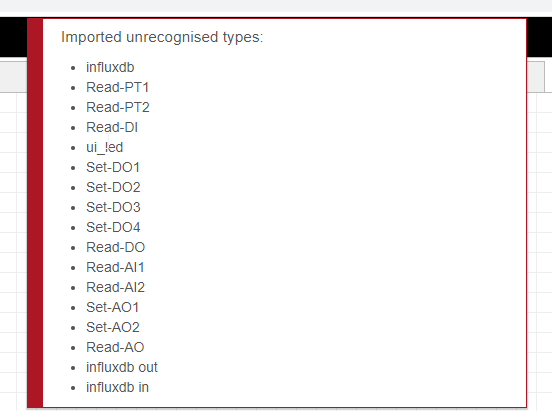 Imported unrecognised types:
influxdb
Read-PT1
Read-PT2
Read-DI
ui_led
Set-DO1
Set-DO2
Set-DO3
Set-DO4
Read-DO
Read-AI1
Read-AI2
Set-AO1
Set-AO2
Read-AO
influxdb out
influxdb in